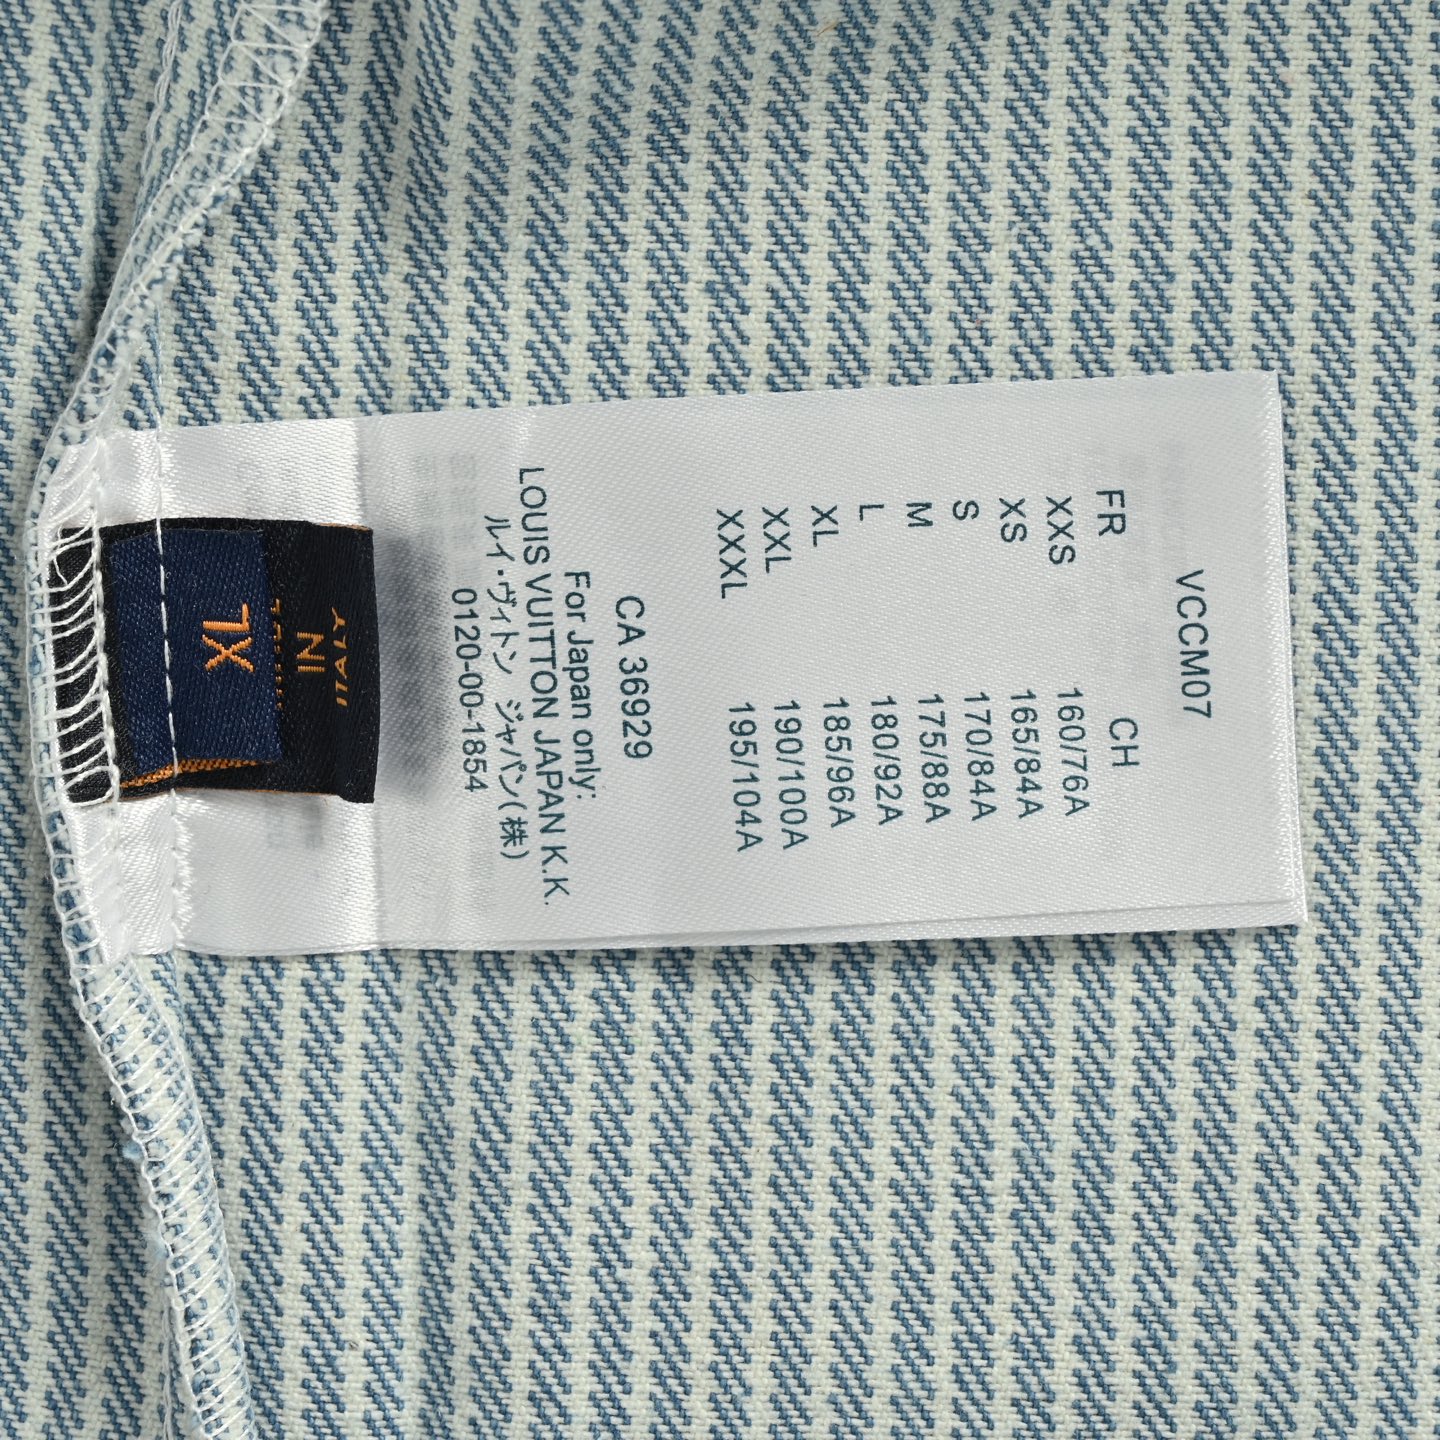 VCCM07
FR CH
XXS 160/76A
XS 165/84A
S 170/84A
M 175/88A
L 180/92A
XL 185/96A
XXL 190/100A
XXXL 195/104A
CA 36929
For Japan only:
LOUIS VUITTON JAPAN K.K.
ルイ・ヴィトン ジャパン(株)
0120-00-1854
XL
IN
ITALY